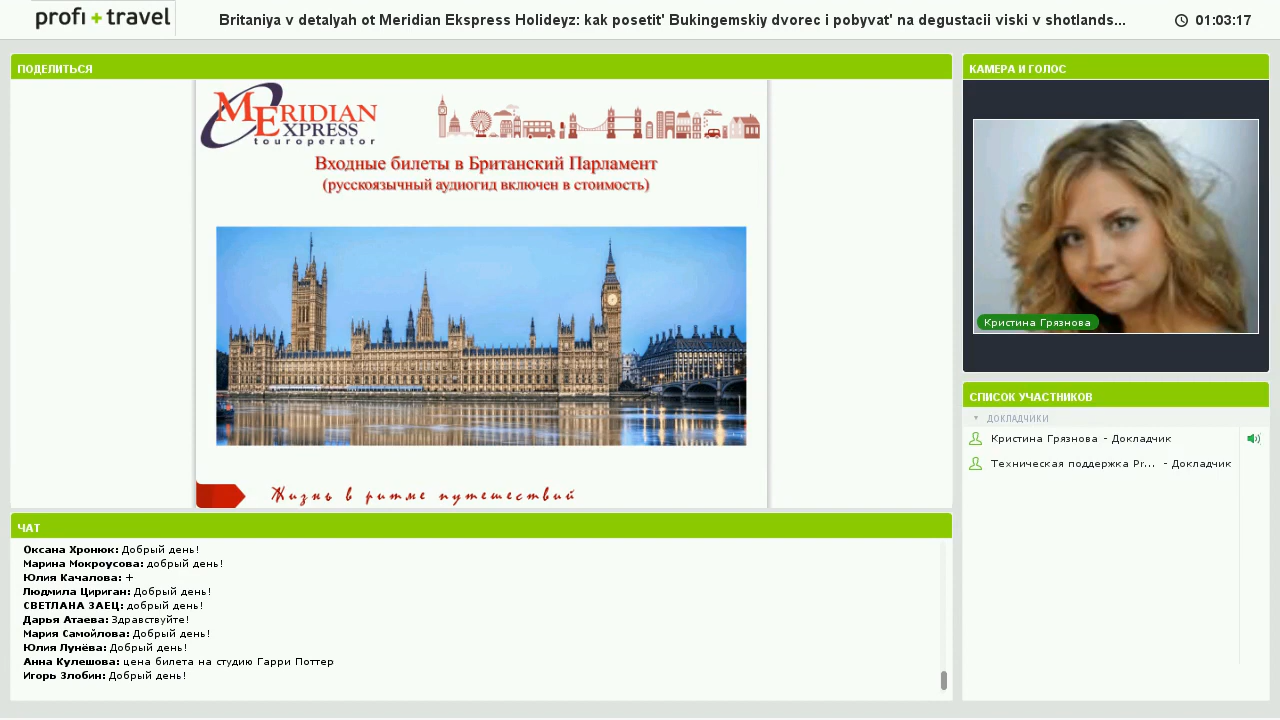 profi + travel
Britaniya v detalyah ot Meridian Ekspress Holideyz: kak posetit' Bukingemskiy dvorec i pobyvat' na degustacii viski v shotlands...
01:03:17
ПОДЕЛИТЬСЯ
MERIDIAN
EXPRESS
touroperator
Входные билеты в Британский Парламент
(русскоязычный аудиогид включен в стоимость)
Жизнь в ритме путешествий
ЧАТ
Оксана Хронюк: Добрый день!
Марина Мокроусова: добрый день!
Юлия Качалова: +
Людмила Цириган: Добрый день!
СВЕТЛАНА ЗАЕЦ: добрый день!
Дарья Атаева: Здравствуйте!
Мария Самойлова: Добрый день!
Юлия Лунёва: Добрый день!
Анна Кулешова: цена билета на студию Гарри Поттер
Игорь Злобин: Добрый день!
КАМЕРА И ГОЛОС
Кристина Грязнова
СПИСОК УЧАСТНИКОВ
ДОКЛАДЧИКИ
Кристина Грязнова - Докладчик
Техническая поддержка Pr... - Докладчик